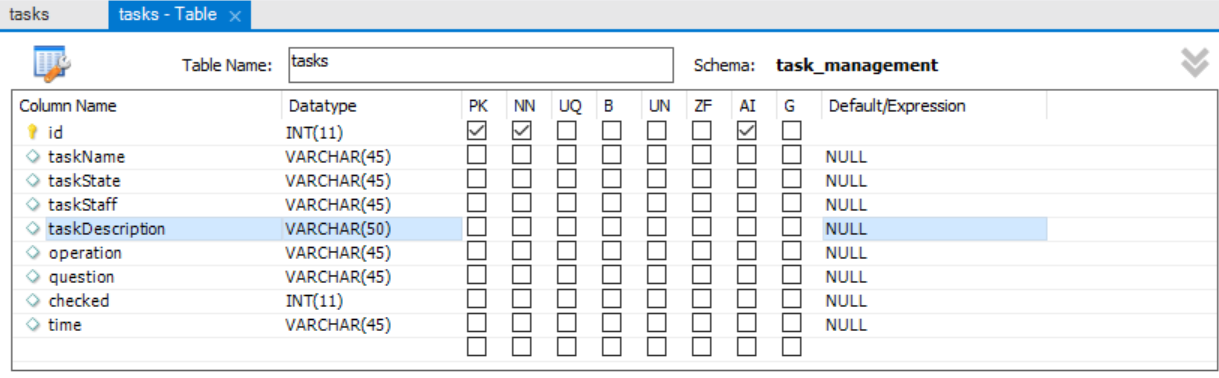 tasks tasks - Table ×
Table Name: tasks Schema: task_management
Column Name Datatype PK NN UQ B UN ZF AI G Default/Expression
id INT(11)
taskName VARCHAR(45) NULL
taskState VARCHAR(45) NULL
taskStaff VARCHAR(45) NULL
taskDescription VARCHAR(50) NULL
operation VARCHAR(45) NULL
question VARCHAR(45) NULL
checked INT(11) NULL
time VARCHAR(45) NULL